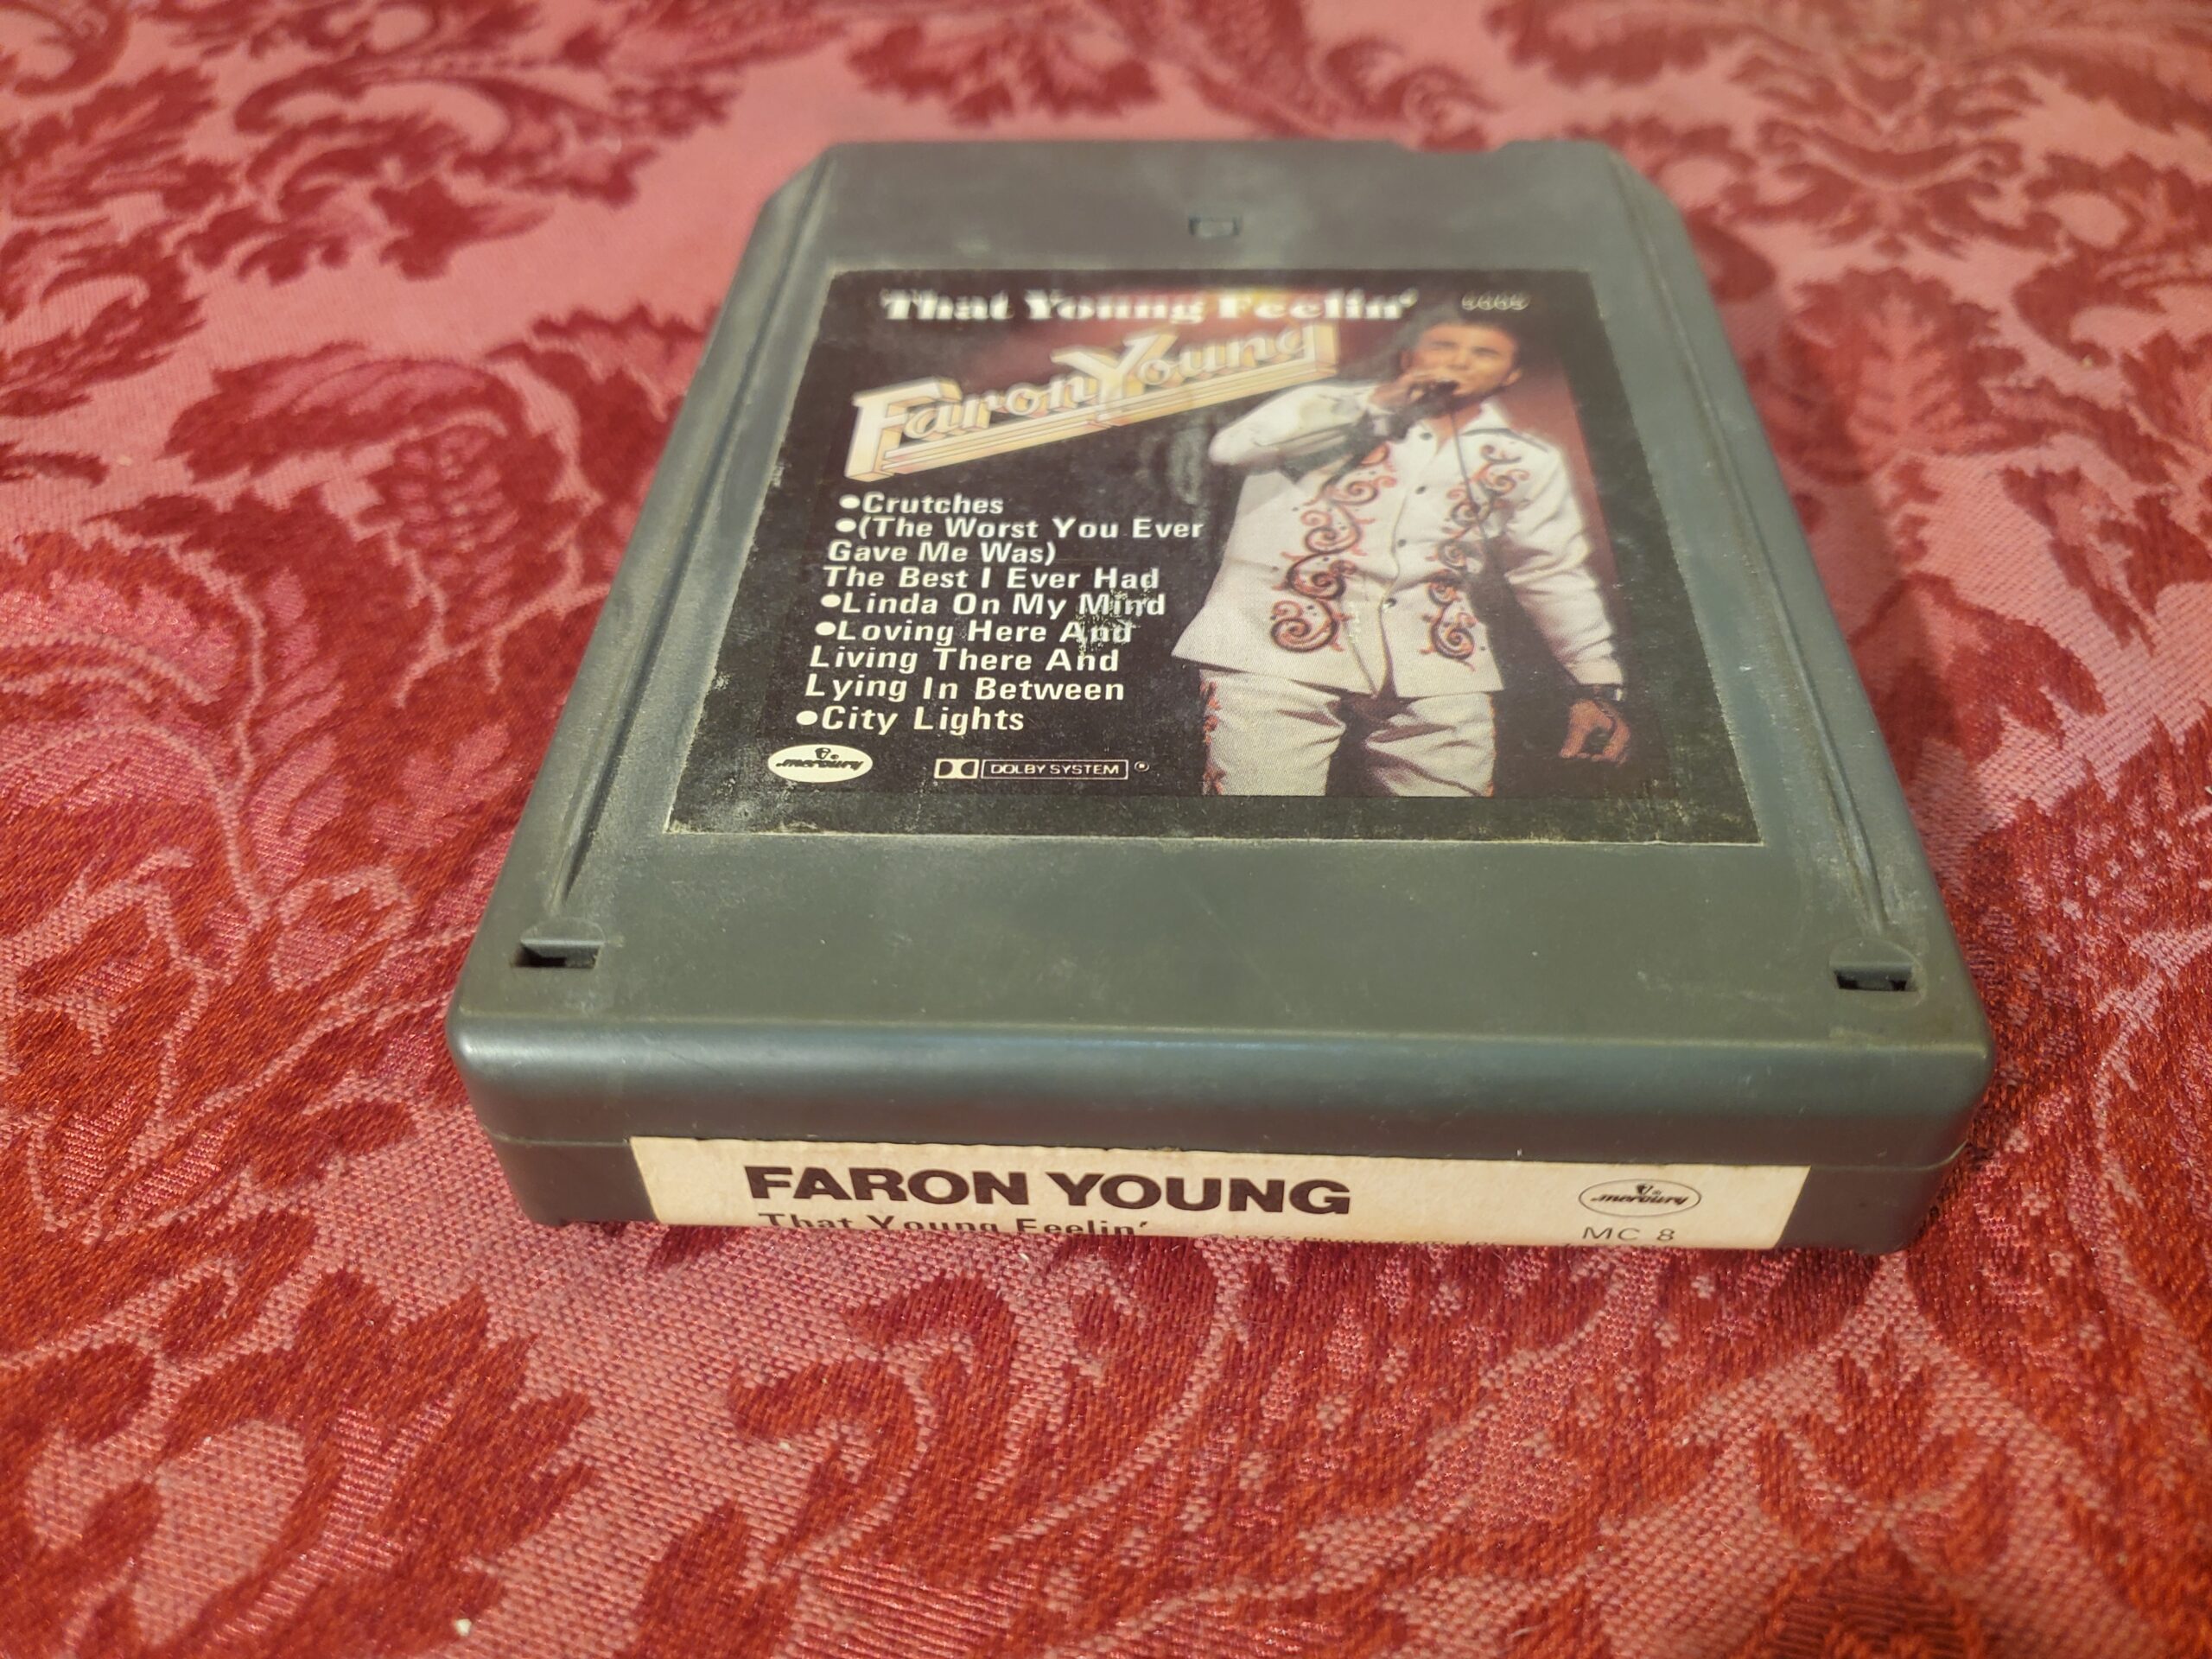 That Young Feelin'
Faron Young
•Crutches
•(The Worst You Ever
Gave Me Was)
The Best I Ever Had
•Linda On My Mind
•Loving Here And
Living There And
Lying In Between
•City Lights
mercury
DOLBY SYSTEM ®
FARON YOUNG
mercury
That Young Feelin'
MC 8